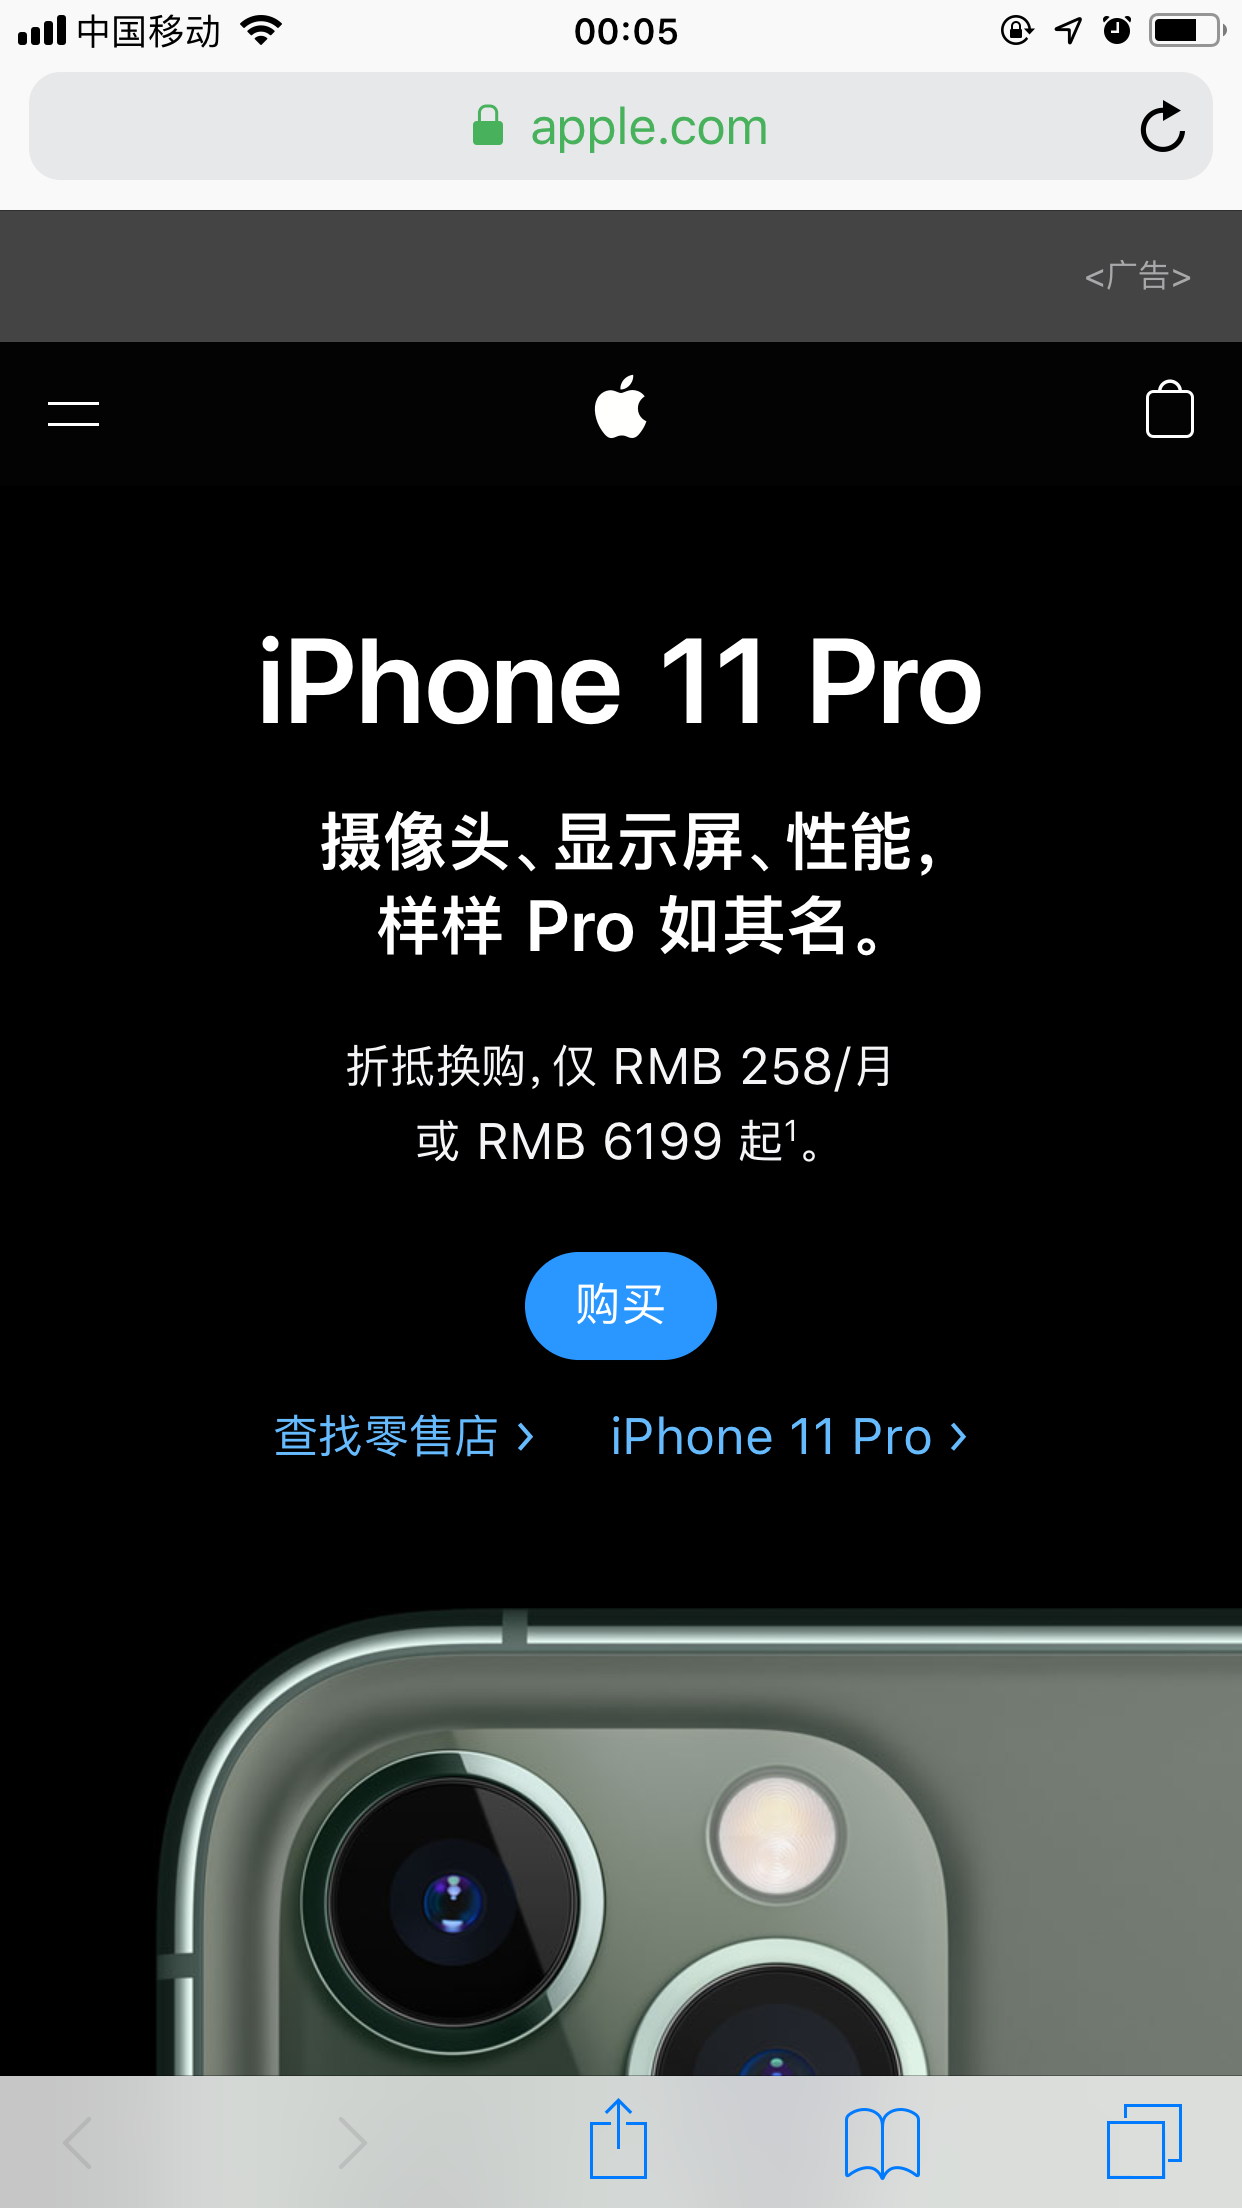 中国移动
00:05
apple.com
<广告>
iPhone 11 Pro
摄像头、显示屏、性能，
样样 Pro 如其名。
折抵换购，仅 RMB 258/月
或 RMB 6199 起¹。
购买
查找零售店 >
iPhone 11 Pro >